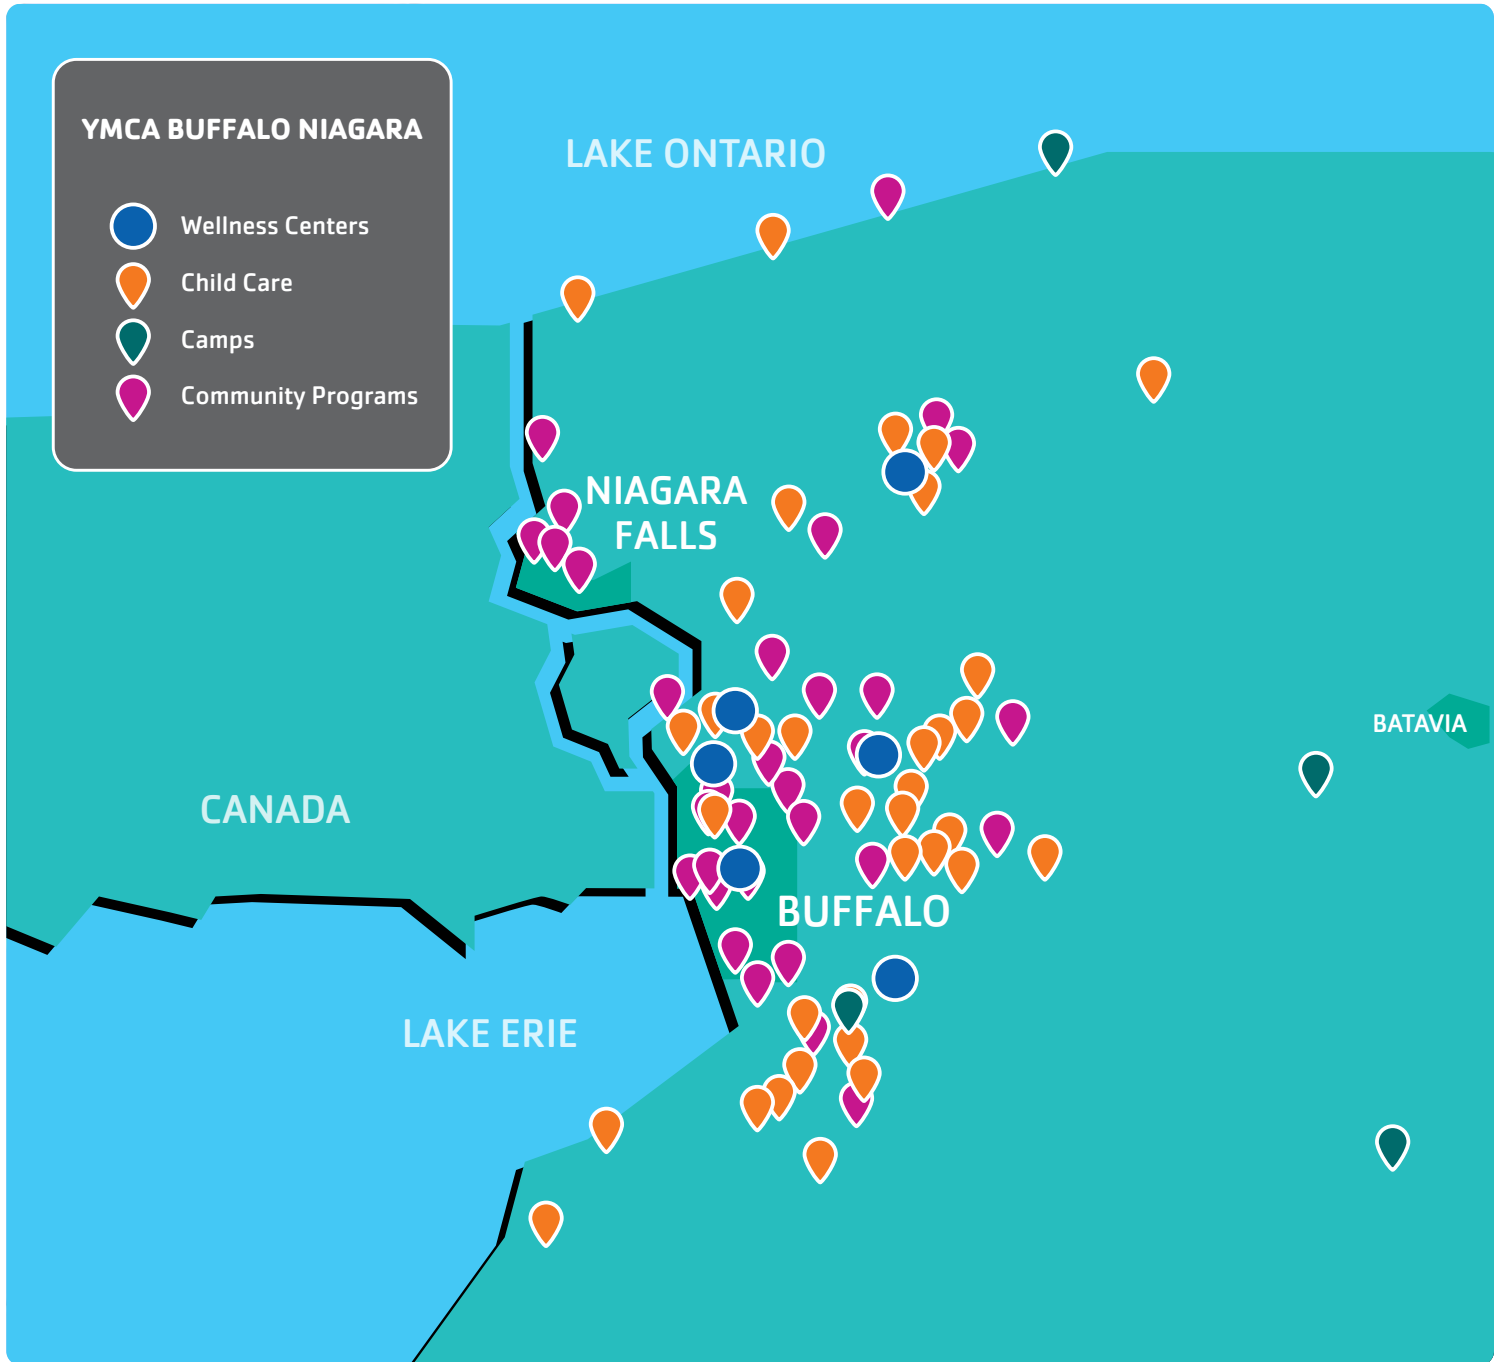 YMCA BUFFALO NIAGARA
Wellness Centers
Child Care
Camps
Community Programs
LAKE ONTARIO
NIAGARA
FALLS
BATAVIA
CANADA
BUFFALO
LAKE ERIE